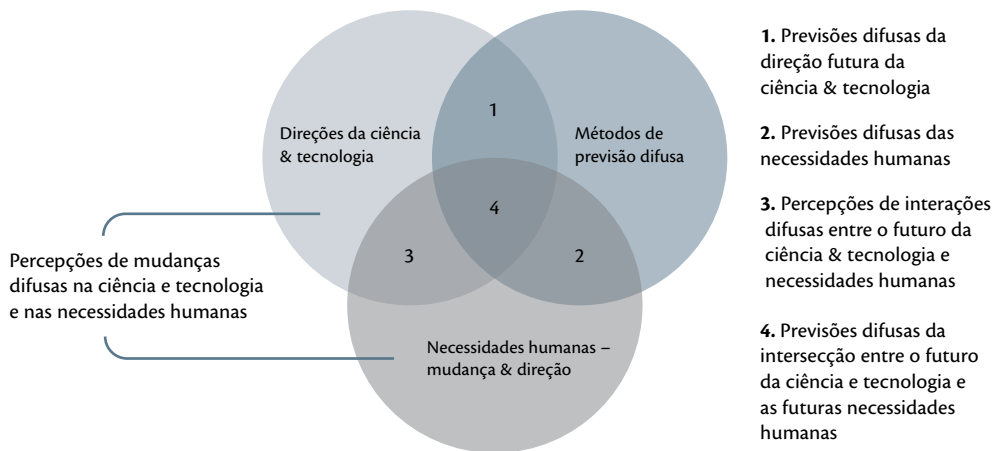 Direções da ciência
& tecnologia
1
Métodos de
previsão difusa
4
3
2
Necessidades humanas –
mudança & direção
Percepções de mudanças
difusas na ciência e tecnologia
e nas necessidades humanas
1. Previsões difusas da
direção futura da
ciência & tecnologia
2. Previsões difusas das
necessidades humanas
3. Percepções de interações
difusas entre o futuro da
ciência & tecnologia e
necessidades humanas
4. Previsões difusas da
intersecção entre o futuro
da ciência e tecnologia e
as futuras necessidades
humanas